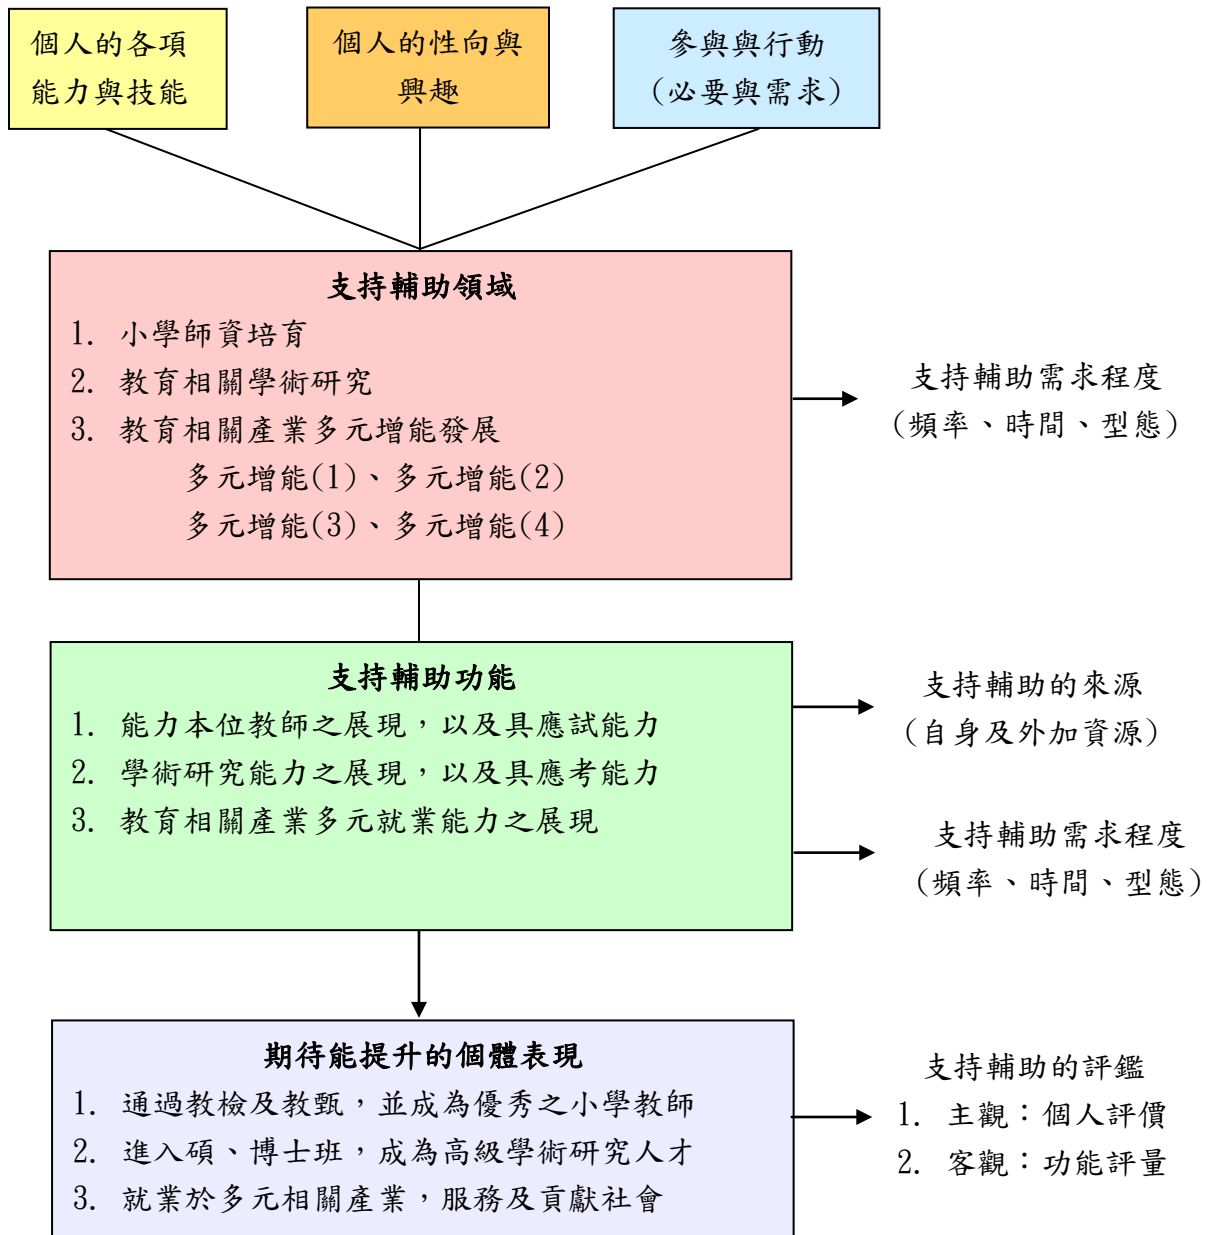 個人的各項
能力與技能
個人的性向與
興趣
參與與行動
(必要與需求)
支持輔助領域
1. 小學師資培育
2. 教育相關學術研究
3. 教育相關產業多元增能發展
多元增能(1)、多元增能(2)
多元增能(3)、多元增能(4)
支持輔助需求程度
(頻率、時間、型態)
支持輔助功能
1. 能力本位教師之展現，以及具應試能力
2. 學術研究能力之展現，以及具應考能力
3. 教育相關產業多元就業能力之展現
支持輔助的來源
(自身及外加資源)
支持輔助需求程度
(頻率、時間、型態)
期待能提升的個體表現
1. 通過教檢及教甄，並成為優秀之小學教師
2. 進入碩、博士班，成為高級學術研究人才
3. 就業於多元相關產業，服務及貢獻社會
支持輔助的評鑑
1. 主觀：個人評價
2. 客觀：功能評量